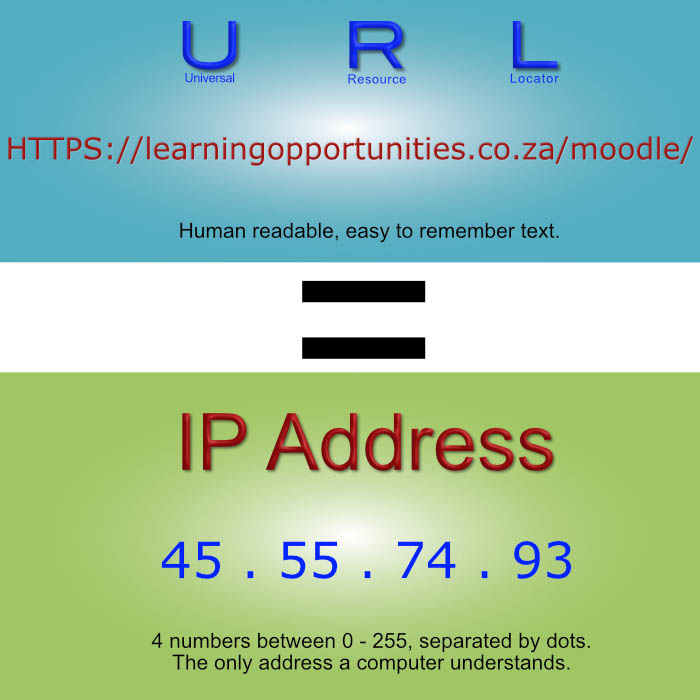 U R L
Universal Resource Locator
HTTPS://learningopportunities.co.za/moodle/
Human readable, easy to remember text.
=
IP Address
45 . 55 . 74 . 93
4 numbers between 0 - 255, separated by dots.
The only address a computer understands.